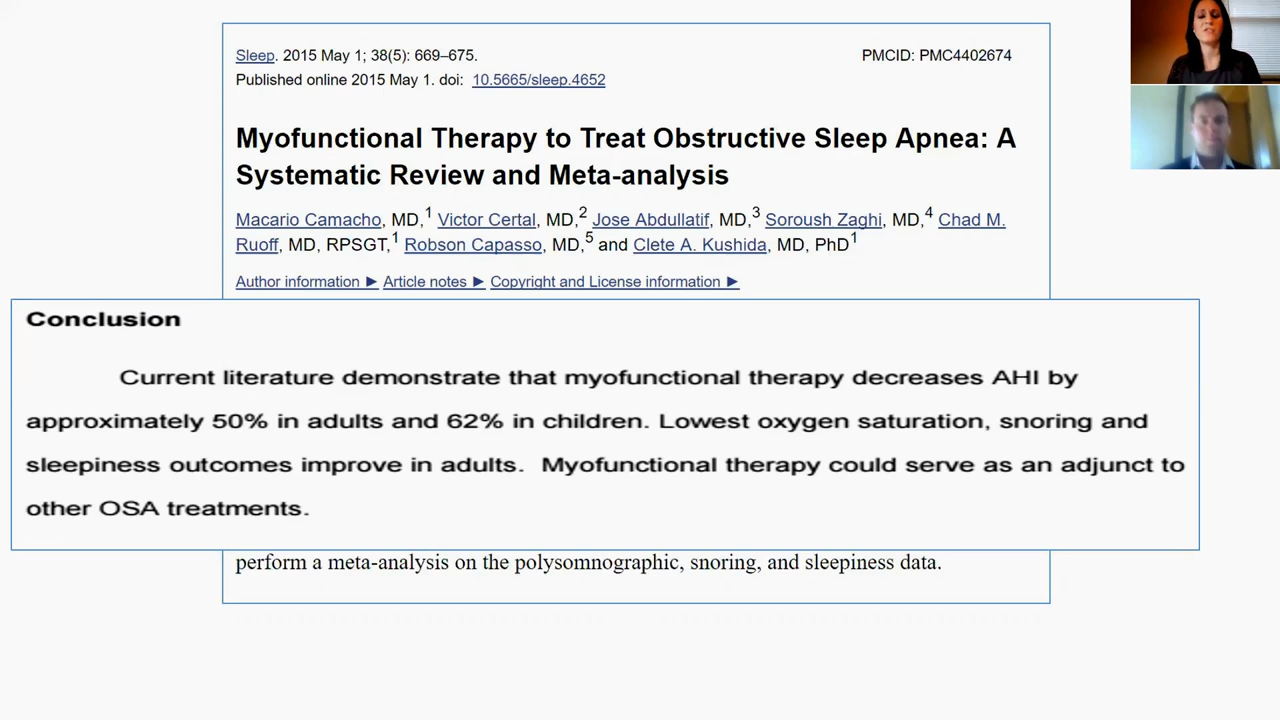 Sleep. 2015 May 1; 38(5): 669–675.
PMCID: PMC4402674
Published online 2015 May 1. doi: 10.5665/sleep.4652
Myofunctional Therapy to Treat Obstructive Sleep Apnea: A
Systematic Review and Meta-analysis
Macario Camacho, MD,1 Victor Certal, MD,2 Jose Abdullatif, MD,3 Soroush Zaghi, MD,4 Chad M.
Ruoff, MD, RPSGT,1 Robson Capasso, MD,5 and Clete A. Kushida, MD, PhD1
Author information ► Article notes ► Copyright and License information ►
Conclusion
Current literature demonstrate that myofunctional therapy decreases AHI by
approximately 50% in adults and 62% in children. Lowest oxygen saturation, snoring and
sleepiness outcomes improve in adults. Myofunctional therapy could serve as an adjunct to
other OSA treatments.
perform a meta-analysis on the polysomnographic, snoring, and sleepiness data.